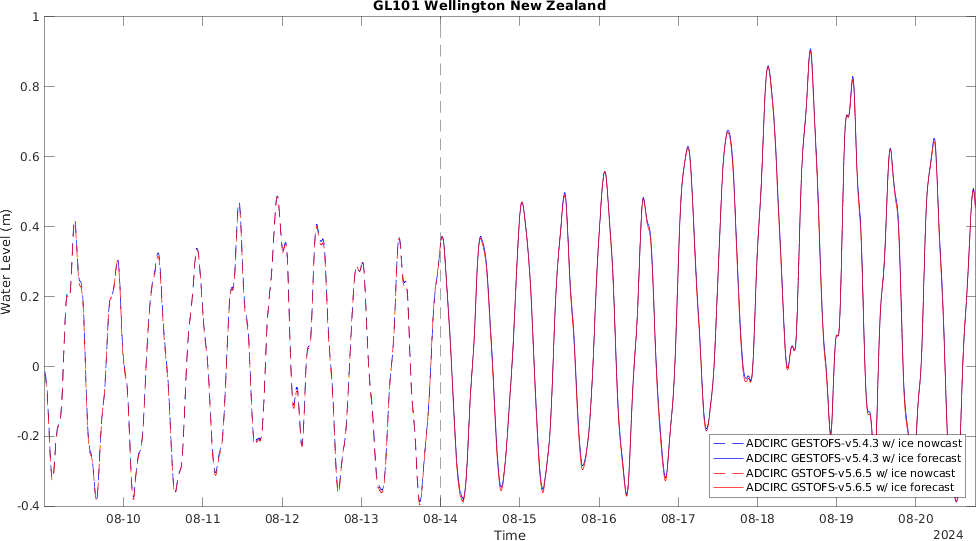 GL101 Wellington New Zealand
1
0.8
0.6
0.4
0.2
0
-0.2
-0.4
Water Level (m)
ADCIRC GESTOFS-v5.4.3 w/ ice nowcast
ADCIRC GESTOFS-v5.4.3 w/ ice forecast
ADCIRC GSTOFS-v5.6.5 w/ ice nowcast
ADCIRC GSTOFS-v5.6.5 w/ ice forecast
08-10 08-11 08-12 08-13 08-14 08-15 08-16 08-17 08-18 08-19 08-20
Time
2024